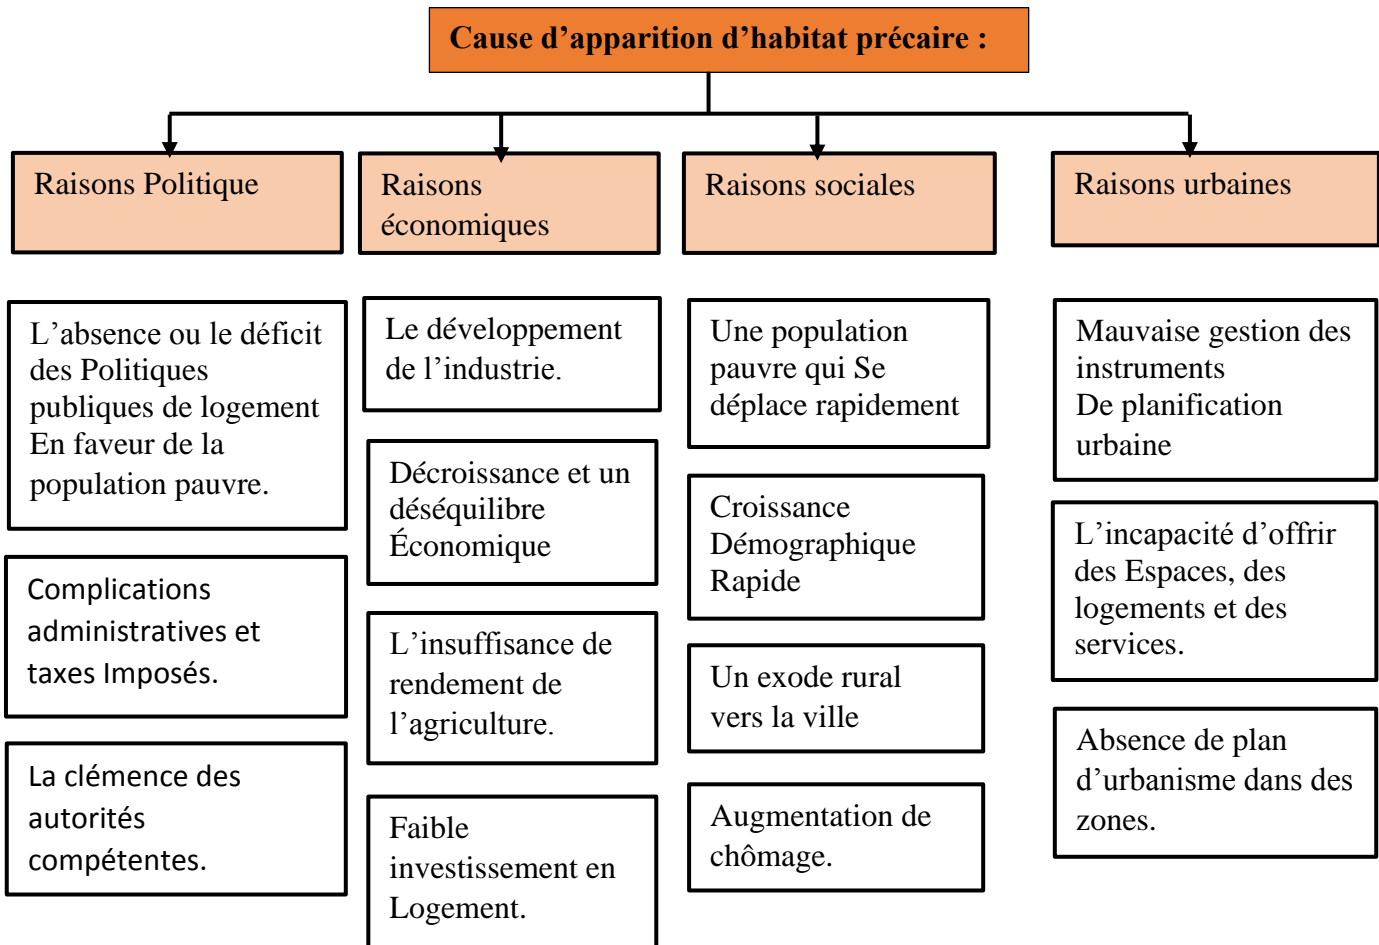 Cause d’apparition d’habitat précaire :
Raisons Politique
Raisons
économiques
Raisons sociales
Raisons urbaines
L’absence ou le déficit
des Politiques
publiques de logement
En faveur de la
population pauvre.
Complications
administratives et
taxes Imposés.
La clémence des
autorités
compétentes.
Le développement
de l’industrie.
Décroissance et un
déséquilibre
Économique
L’insuffisance de
rendement de
l’agriculture.
Faible
investissement en
Logement.
Une population
pauvre qui Se
déplace rapidement
Croissance
Démographique
Rapide
Un exode rural
vers la ville
Augmentation de
chômage.
Mauvaise gestion des
instruments
De planification
urbaine
L’incapacité d’offrir
des Espaces, des
logements et des
services.
Absence de plan
d’urbanisme dans des
zones.